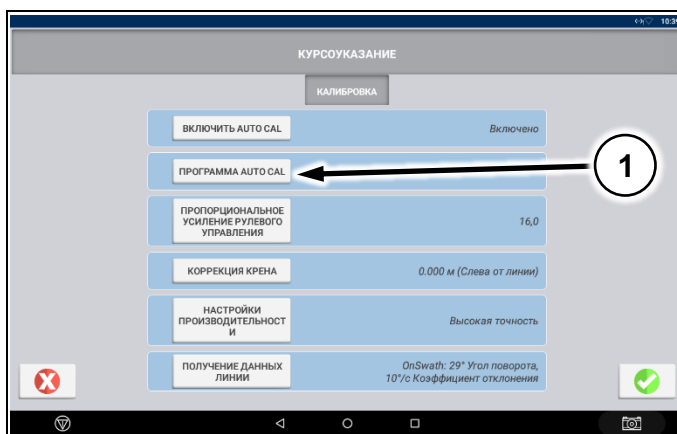 10:39
КУРСОУКАЗАНИЕ
КАЛИБРОВКА
ВКЛЮЧИТЬ AUTO CAL
Включено
ПРОГРАММА AUTO CAL
1
ПРОПОРЦИОНАЛЬНОЕ
УСИЛЕНИЕ РУЛЕВОГО
УПРАВЛЕНИЯ
16,0
КОРРЕКЦИЯ КРЕНА
0.000 м (Слева от линии)
НАСТРОЙКИ
ПРОИЗВОДИТЕЛЬНОСТ
И
Высокая точность
ПОЛУЧЕНИЕ ДАННЫХ
ЛИНИИ
OnSwath: 29° Угол поворота,
10°/с Коэффициент отклонения